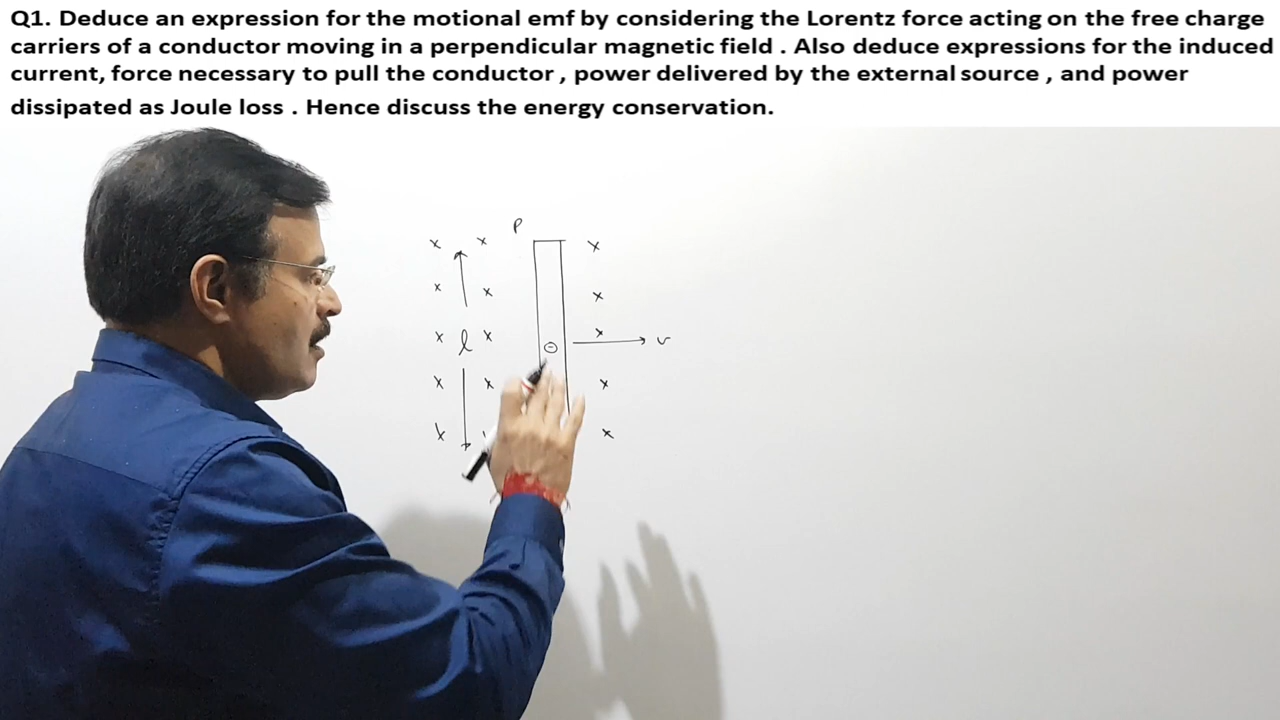 Q1. Deduce an expression for the motional emf by considering the Lorentz force acting on the free charge
carriers of a conductor moving in a perpendicular magnetic field . Also deduce expressions for the induced
current, force necessary to pull the conductor , power delivered by the external source , and power
dissipated as Joule loss . Hence discuss the energy conservation.
P
x x x
x x x
x x x
l
⊖
v
x x x
x x